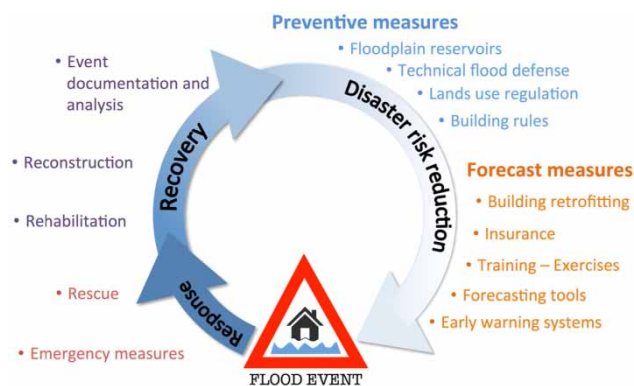 Preventive measures
• Floodplain reservoirs
• Technical flood defense
• Lands use regulation
• Building rules
Disaster risk reduction
Forecast measures
• Building retrofitting
• Insurance
• Training – Exercises
• Forecasting tools
• Early warning systems
FLOOD EVENT
Response
• Emergency measures
• Rescue
Recovery
• Rehabilitation
• Reconstruction
• Event
documentation and
analysis